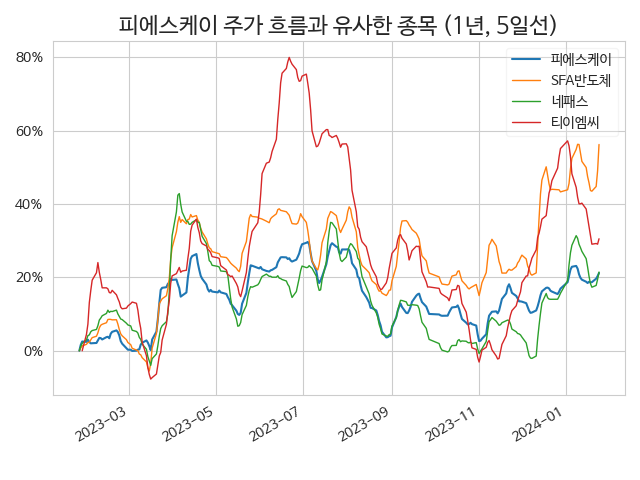 피에스케이 주가 흐름과 유사한 종목 (1년, 5일선)
피에스케이
SFA반도체
네패스
티이엠씨
80%
60%
40%
20%
0%
2023-03
2023-05
2023-07
2023-09
2023-11
2024-01